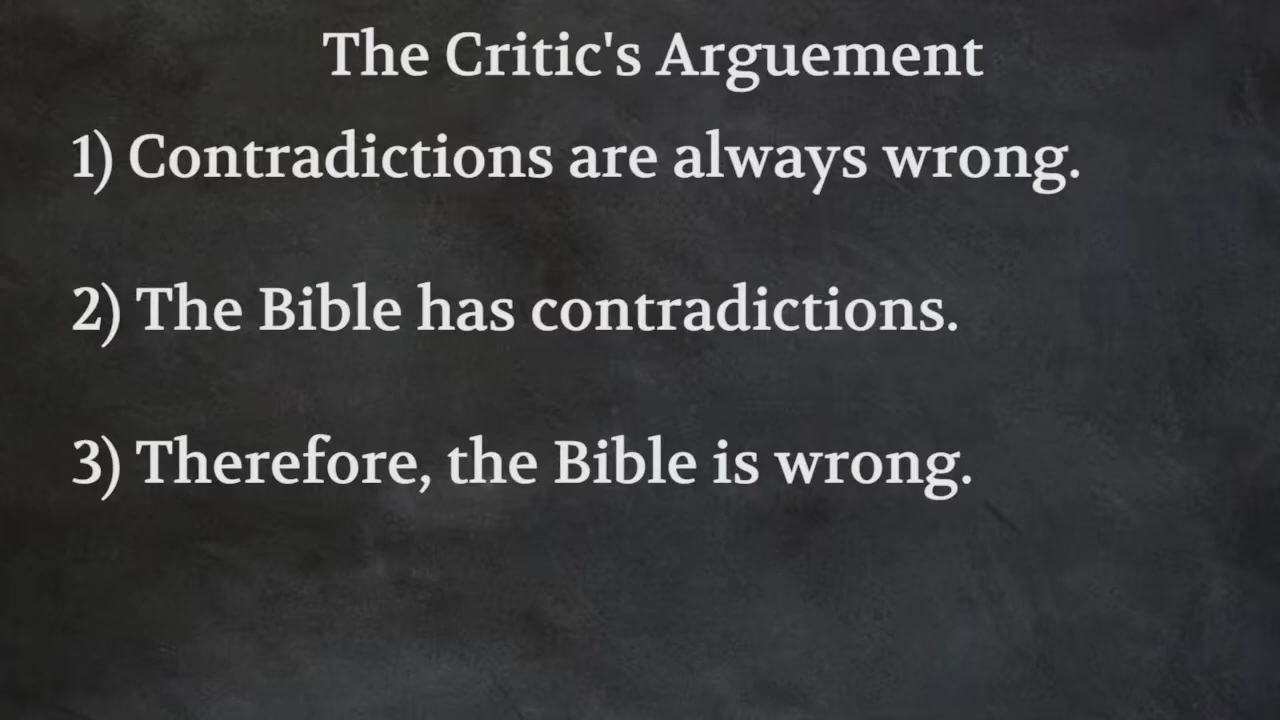 The Critic's Arguement
1) Contradictions are always wrong.
2) The Bible has contradictions.
3) Therefore, the Bible is wrong.